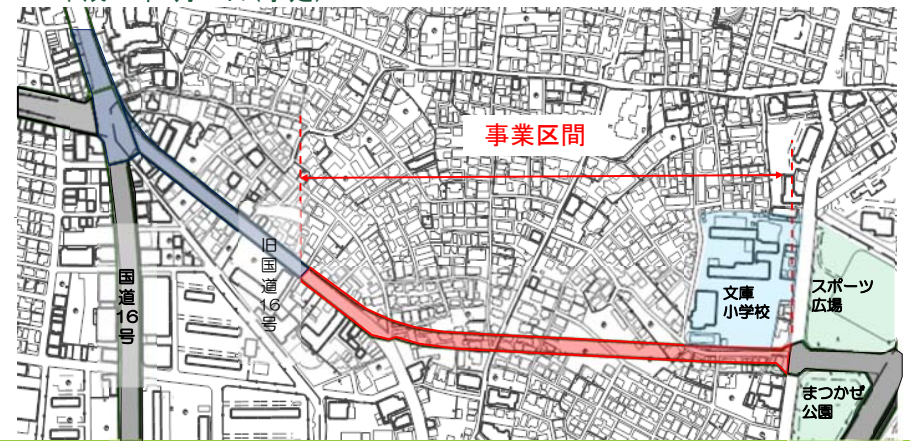 事業区間
旧国道16号
国道16号
文庫
小学校
スポーツ
広場
まつかぜ
公園